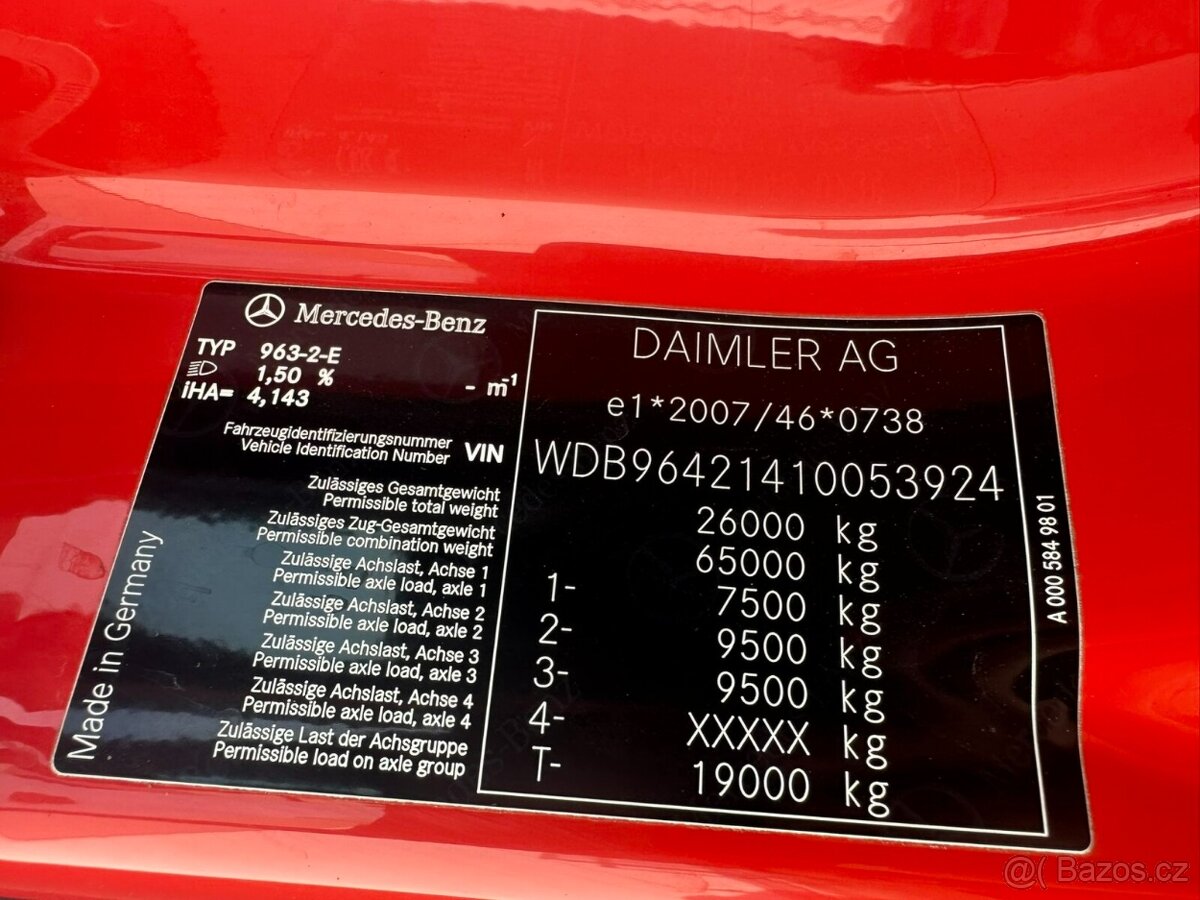 Mercedes-Benz
TYP 963-2-E
1,50 % - m⁻¹
iHA= 4,143
Fahrzeugidentifizierungsnummer
Vehicle Identification Number VIN
Zulässiges Gesamtgewicht
Permissible total weight
Zulässiges Zug-Gesamtgewicht
Permissible combination weight
Zulässige Achslast, Achse 1
Permissible axle load, axle 1
Zulässige Achslast, Achse 2
Permissible axle load, axle 2
Zulässige Achslast, Achse 3
Permissible axle load, axle 3
Zulässige Achslast, Achse 4
Permissible axle load, axle 4
Zulässige Last der Achsgruppe
Permissible load on axle group
Made in Germany
DAIMLER AG
e1*2007/46*0738
WDB96421410053924
26000 kg
65000 kg
1- 7500 kg
2- 9500 kg
3- 9500 kg
4- XXXXX kg
T- 19000 kg
A 000 584 98 01
@( Bazos.cz